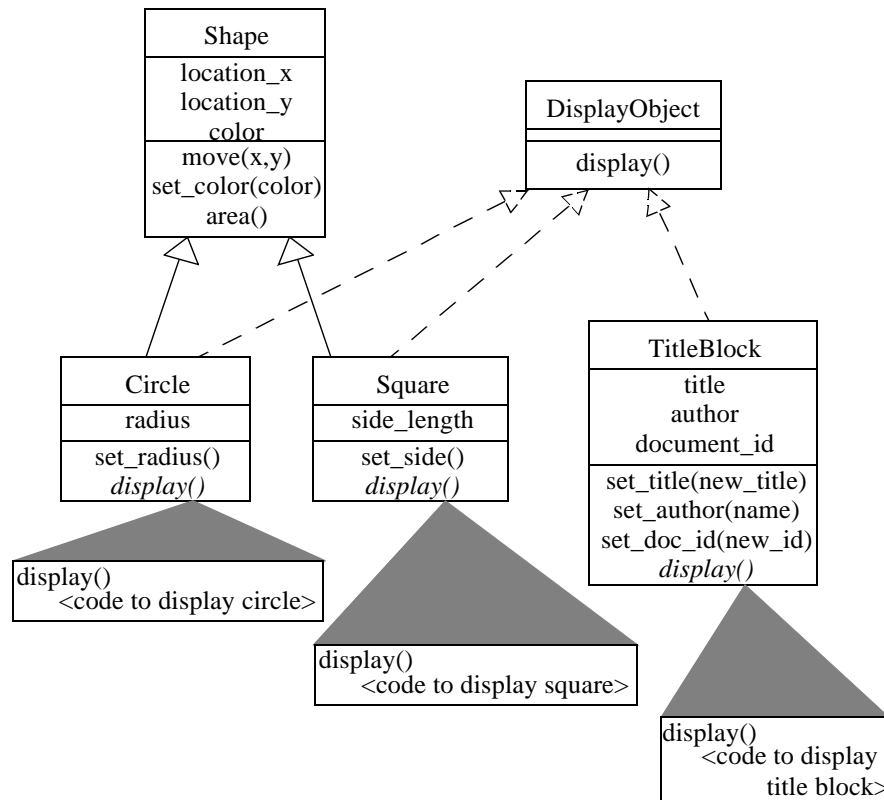 Shape
location_x
location_y
color
move(x,y)
set_color(color)
area()
DisplayObject
display()
Circle
radius
set_radius()
display()
Square
side_length
set_side()
display()
TitleBlock
title
author
document_id
set_title(new_title)
set_author(name)
set_doc_id(new_id)
display()
display()
<code to display circle>
display()
<code to display square>
display()
<code to display
title block>